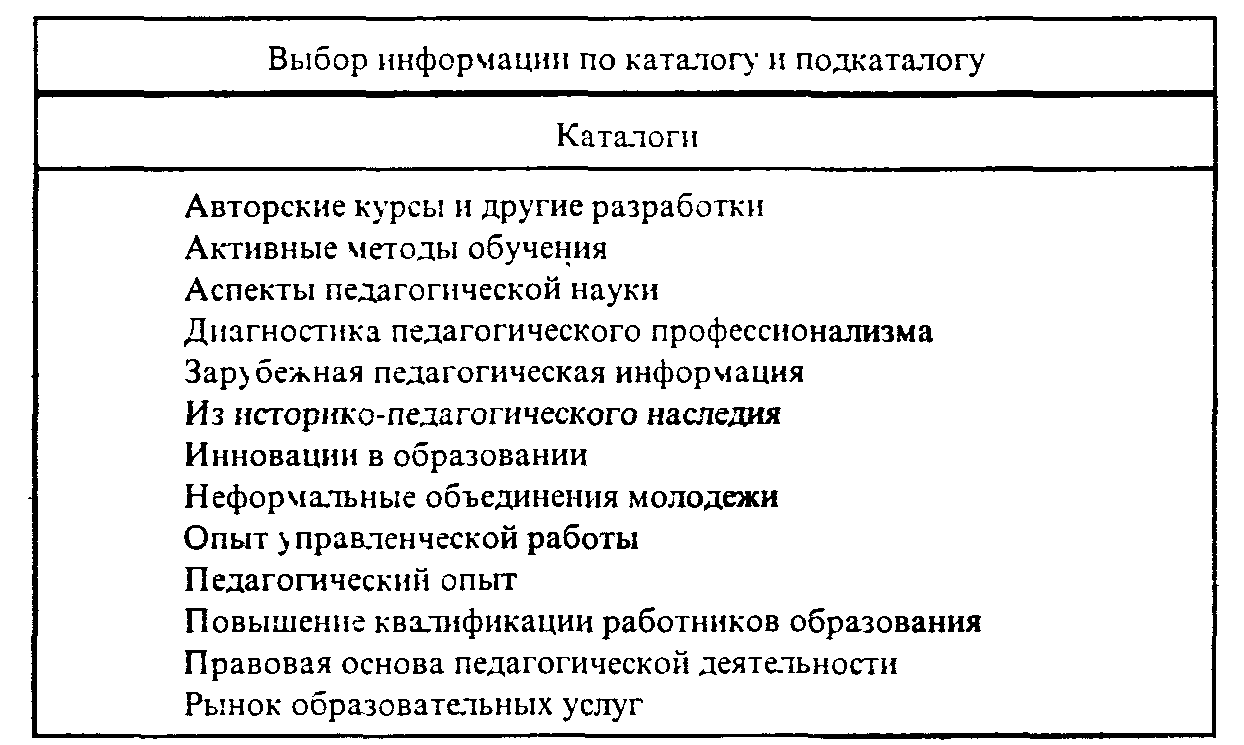 Выбор информации по каталогу и подкаталогу
Каталоги
Авторские курсы и другие разработки
Активные методы обучения
Аспекты педагогической науки
Диагностика педагогического профессионализма
Зарубежная педагогическая информация
Из историко-педагогического наследия
Инновации в образовании
Неформальные объединения молодежи
Опыт управленческой работы
Педагогический опыт
Повышение квалификации работников образования
Правовая основа педагогической деятельности
Рынок образовательных услуг